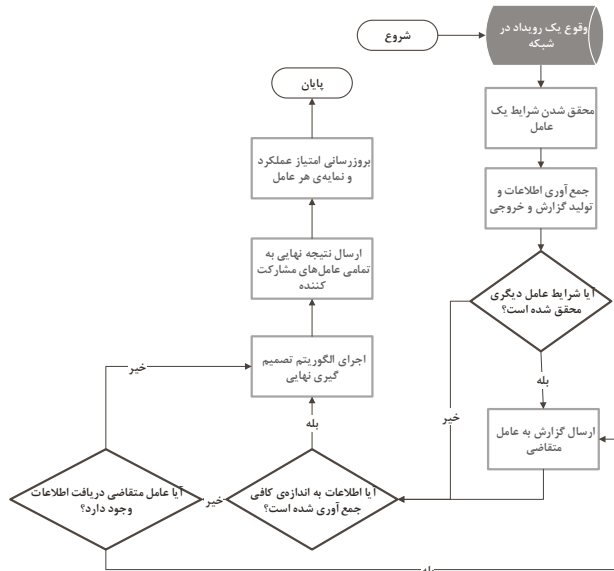 شروع
وقوع یک رویداد در
شبکه
محقق شدن شرایط یک
عامل
جمع آوری اطلاعات و
تولید گزارش و خروجی
آیا شرایط عامل دیگری
محقق شده است؟
بله
خیر
ارسال گزارش به عامل
متقاضی
آیا اطلاعات به اندازه‌ی کافی
جمع آوری شده است؟
بله
خیر
آیا عامل متقاضی دریافت اطلاعات
وجود دارد؟
خیر
بله
اجرای الگوریتم تصمیم
گیری نهایی
ارسال نتیجه نهایی به
تمامی عامل‌های مشارکت
کننده
بروزرسانی امتیاز عملکرد
و نمایه‌ی هر عامل
پایان